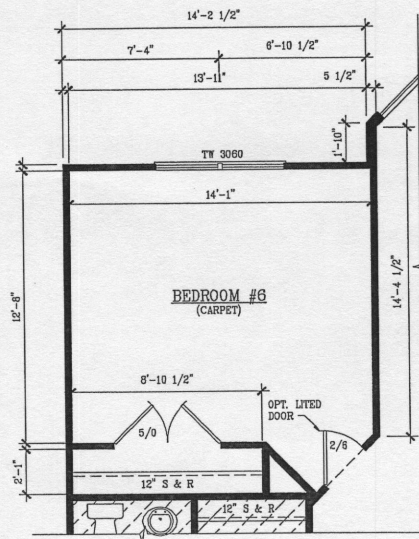 14'-2 1/2"
7'-4"
6'-10 1/2"
13'-11"
5 1/2"
1'-10"
TW 3060
14'-1"
12'-8"
14'-4 1/2"
BEDROOM #6
(CARPET)
8'-10 1/2"
OPT. LITED
DOOR
5/0
2/6
2'-1"
12" S & R
12" S & R